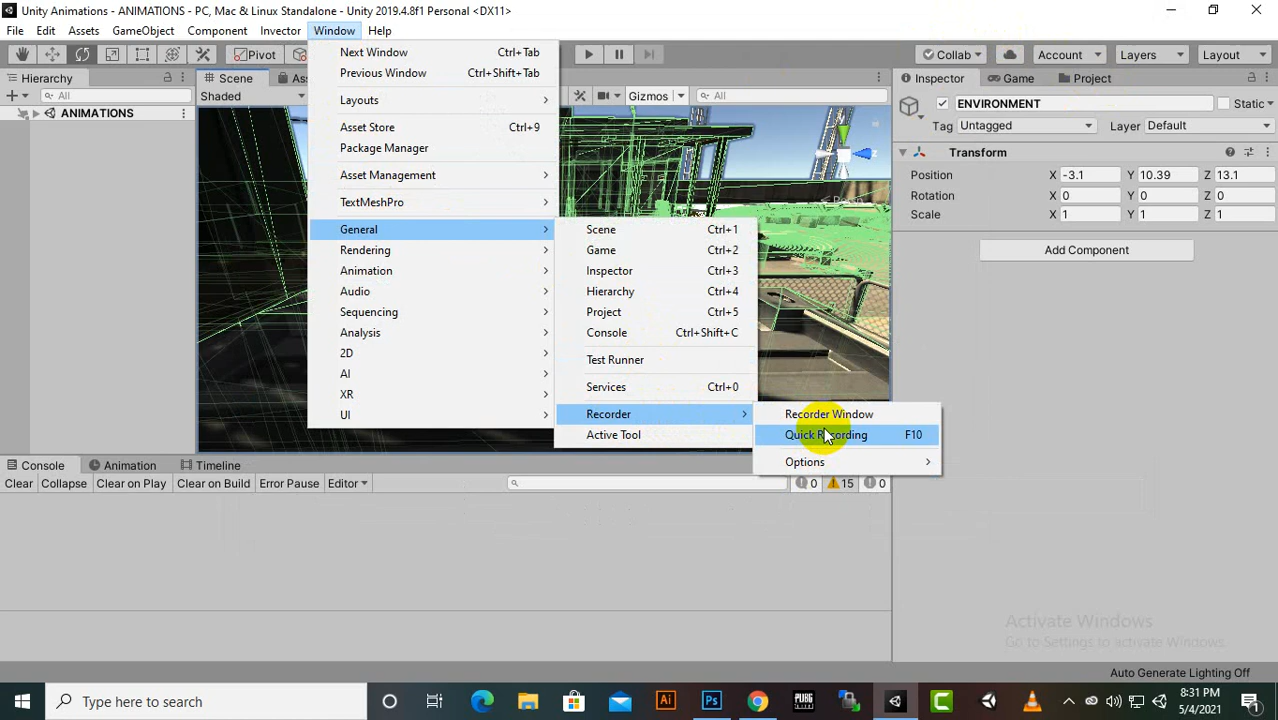 Unity Animations - ANIMATIONS - PC, Mac & Linux Standalone - Unity 2019.4.8f1 Personal <DX11>
File Edit Assets GameObject Component Invector Window Help
Pivot
Collab Account Layers Layout
Hierarchy
All
ANIMATIONS
Scene
Shaded
Gizmos All
Next Window Ctrl+Tab
Previous Window Ctrl+Shift+Tab
Layouts
Asset Store Ctrl+9
Package Manager
Asset Management
TextMeshPro
General
Rendering
Animation
Audio
Sequencing
Analysis
2D
AI
XR
UI
Scene Ctrl+1
Game Ctrl+2
Inspector Ctrl+3
Hierarchy Ctrl+4
Project Ctrl+5
Console Ctrl+Shift+C
Test Runner
Services Ctrl+0
Recorder
Active Tool
Recorder Window
Quick Recording F10
Options
Inspector Game Project
ENVIRONMENT Static
Tag Untagged Layer Default
Transform
Position X -3.1 Y 10.39 Z 13.1
Rotation X 0 Y 0 Z 0
Scale X 1 Y 1 Z 1
Add Component
Console Animation Timeline
Clear Collapse Clear on Play Clear on Build Error Pause Editor
0 15 0
Activate Windows
Go to Settings to activate Windows.
Auto Generate Lighting Off
Type here to search
Ai
Ps
PUBG
8:31 PM
5/4/2021
1